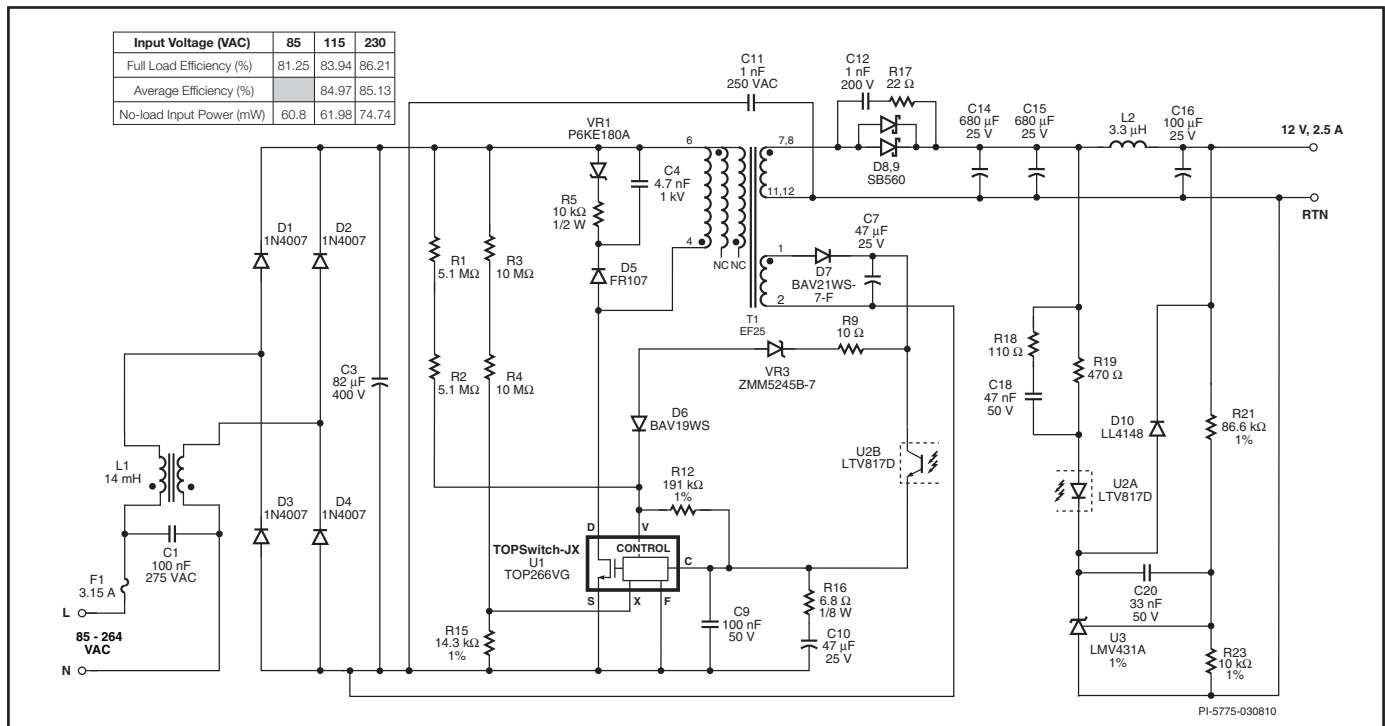 Input Voltage (VAC) 85 115 230
Full Load Efficiency (%) 81.25 83.94 86.21
Average Efficiency (%) 84.97 85.13
No-load Input Power (mW) 60.8 61.98 74.74
C11
1 nF
250 VAC
C12
1 nF
200 V
R17
22 Ω
C14
680 µF
25 V
C15
680 µF
25 V
L2
3.3 µH
C16
100 µF
25 V
12 V, 2.5 A
RTN
VR1
P6KE180A
C4
4.7 nF
1 kV
R5
10 kΩ
1/2 W
D5
FR107
6
4
NC NC
7,8
11,12
1
2
T1
EF25
D8,9
SB560
C7
47 µF
25 V
D7
BAV21WS-
7-F
D1
1N4007
D2
1N4007
D3
1N4007
D4
1N4007
R1
5.1 MΩ
R3
10 MΩ
R2
5.1 MΩ
R4
10 MΩ
C3
82 µF
400 V
VR3
ZMM5245B-7
R9
10 Ω
D6
BAV19WS
R12
191 kΩ
1%
U2B
LTV817D
R18
110 Ω
C18
47 nF
50 V
R19
470 Ω
D10
LL4148
R21
86.6 kΩ
1%
U2A
LTV817D
L1
14 mH
C1
100 nF
275 VAC
F1
3.15 A
L
85 - 264
VAC
N
TOPSwitch-JX
U1
TOP266VG
D
V
CONTROL
C
S
X
F
R15
14.3 kΩ
1%
C9
100 nF
50 V
R16
6.8 Ω
1/8 W
C10
47 µF
25 V
C20
33 nF
50 V
U3
LMV431A
1%
R23
10 kΩ
1%
PI-5775-030810